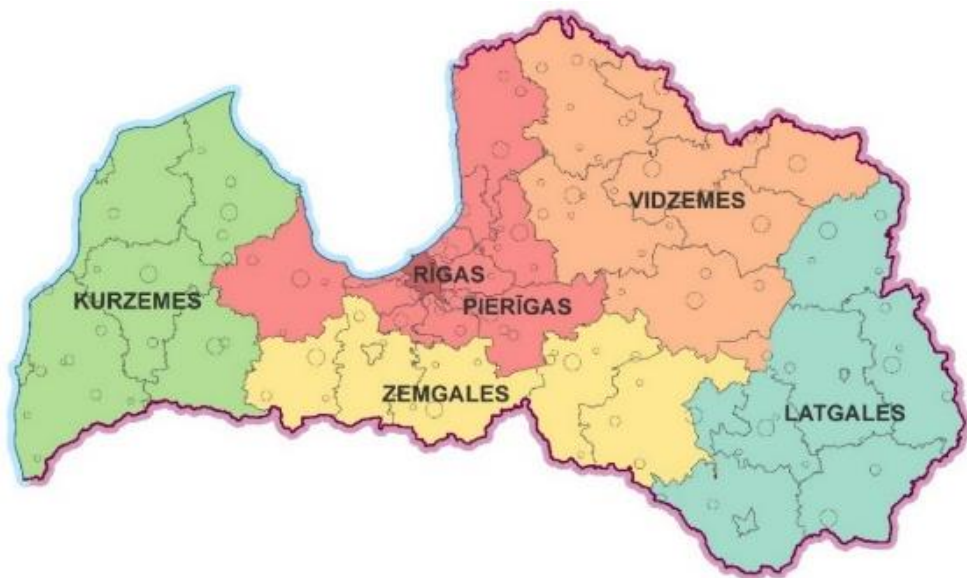 VIDZEMES
RĪGAS
KURZEMES
PIERĪGAS
ZEMGALES
LATGALES